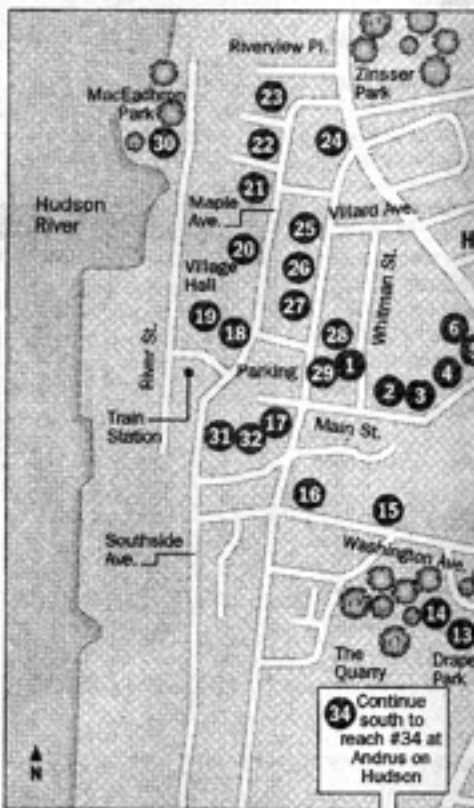 Riverview Pl.
Zinsser
Park
MacEachron
Park
23
30
22
24
21
Hudson
River
Maple
Ave.
Villard Ave.
25
H
20
Village
Hall
26
Whitman St.
27
19
18
28
6
River St.
Parking
29
1
4
2
3
Train
Station
17
Main St.
31
32
16
15
Southside
Ave.
Washington Ave.
14
13
The
Quarry
Drape
Park
34
Continue
south to
reach #34 at
Andrus on
Hudson
N